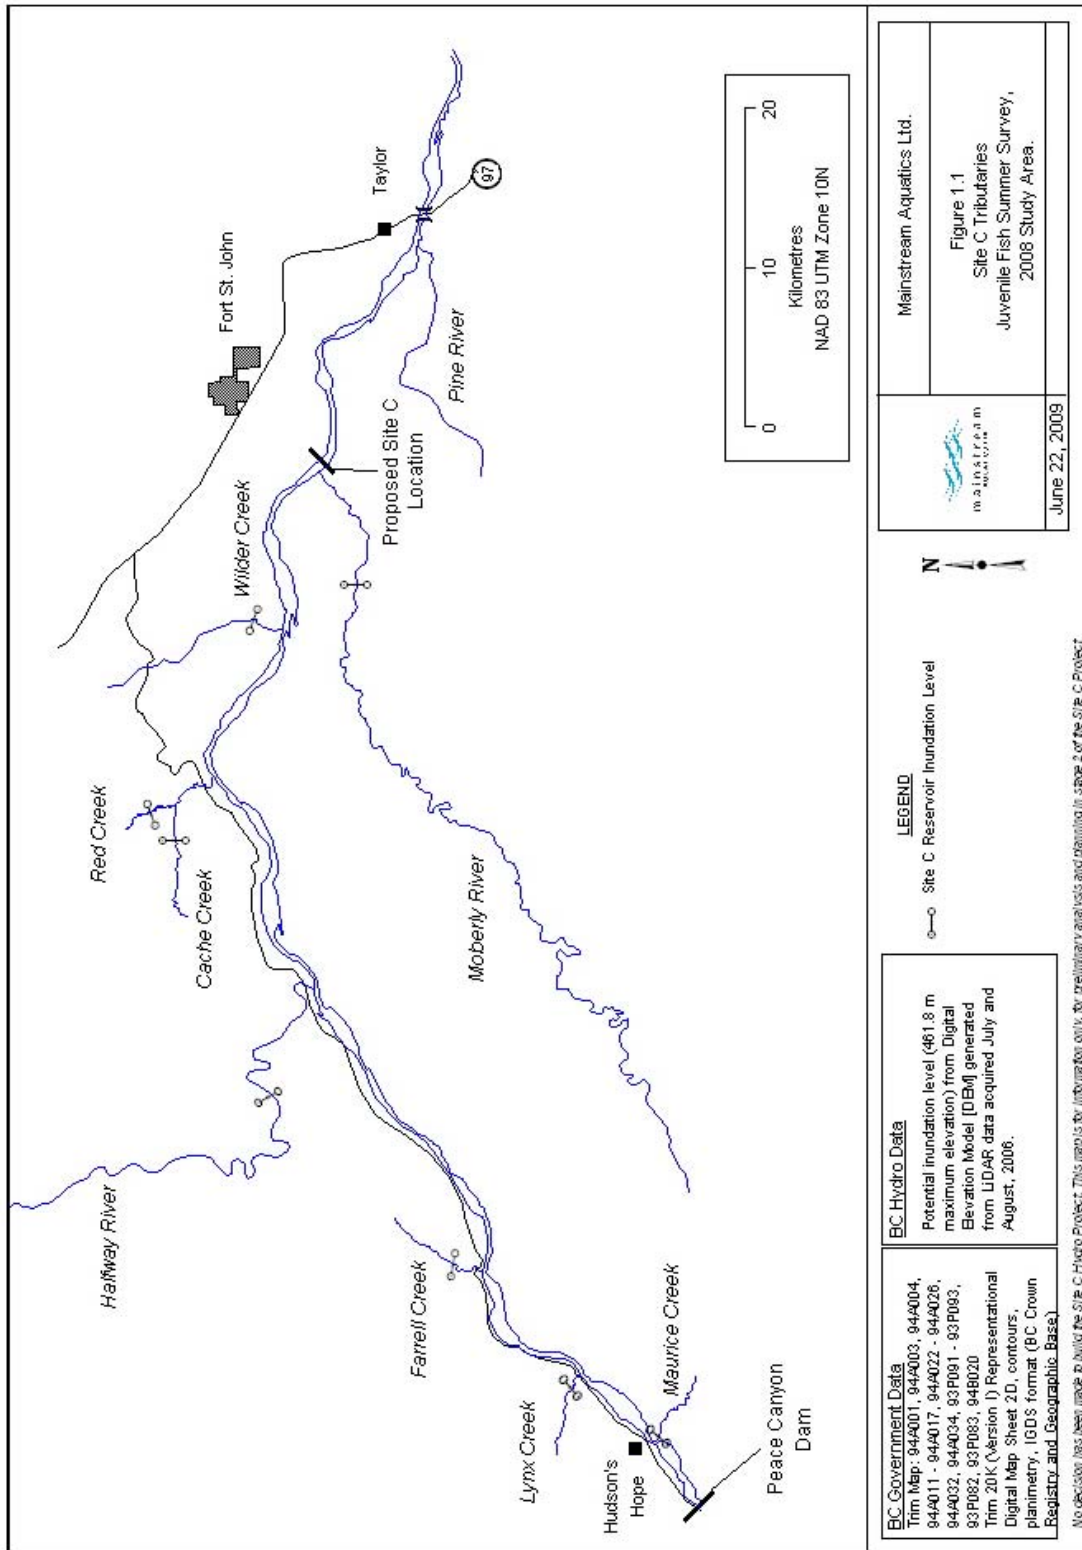 Fort St. John
Taylor
97
Wilder Creek
Pine River
Proposed Site C
Location
Red Creek
Cache Creek
Moberly River
Halfway River
Farrell Creek
Maurice Creek
Lynx Creek
Hudson's
Hope
Peace Canyon
Dam
0
10
20
Kilometres
NAD 83 UTM Zone 10N
BC Government Data
Trim Map: 94A001, 94A003, 94A004,
94A011 - 94A017, 94A022 - 94A026,
94A032, 94A034, 93P091 - 93P093,
93P082, 93P083, 94B020
Trim 20K (Version I) Representational
Digital Map Sheet 2D, contours,
planimetry, IGDS format (BC Crown
Registry and Geographic Base)
BC Hydro Data
Potential inundation level (461.8 m
maximum elevation) from Digital
Elevation Model [DEM] generated
from LiDAR data acquired July and
August, 2006.
LEGEND
Site C Reservoir Inundation Level
N
mainstream
June 22, 2009
Mainstream Aquatics Ltd.
Figure 1.1
Site C Tributaries
Juvenile Fish Summer Survey,
2008 Study Area.
No decision has been made to build the Site C Hydro Project. This map is for information only, for preliminary analysis and planning in stage 2 of the Site C Project